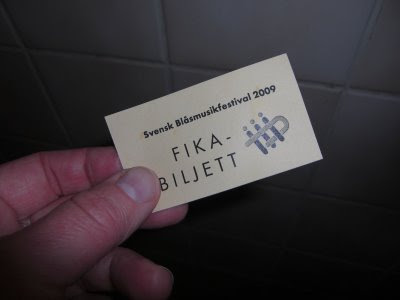 Svensk Blåsmusikfestival 2009
FIKA-
BILJETT